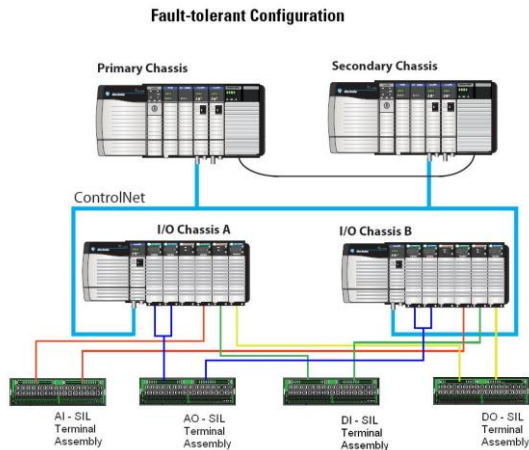 Fault-tolerant Configuration
Primary Chassis
Secondary Chassis
ControlNet
I/O Chassis A
I/O Chassis B
AI - SIL
Terminal
Assembly
AO - SIL
Terminal
Assembly
DI - SIL
Terminal
Assembly
DO - SIL
Terminal
Assembly